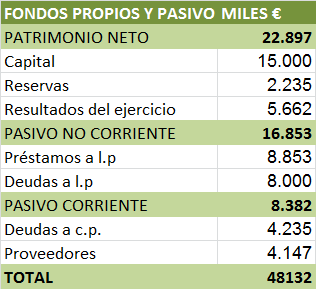 FONDOS PROPIOS Y PASIVO MILES €
PATRIMONIO NETO 22.897
Capital 15.000
Reservas 2.235
Resultados del ejercicio 5.662
PASIVO NO CORRIENTE 16.853
Préstamos a l.p 8.853
Deudas a l.p 8.000
PASIVO CORRIENTE 8.382
Deudas a c.p. 4.235
Proveedores 4.147
TOTAL 48132